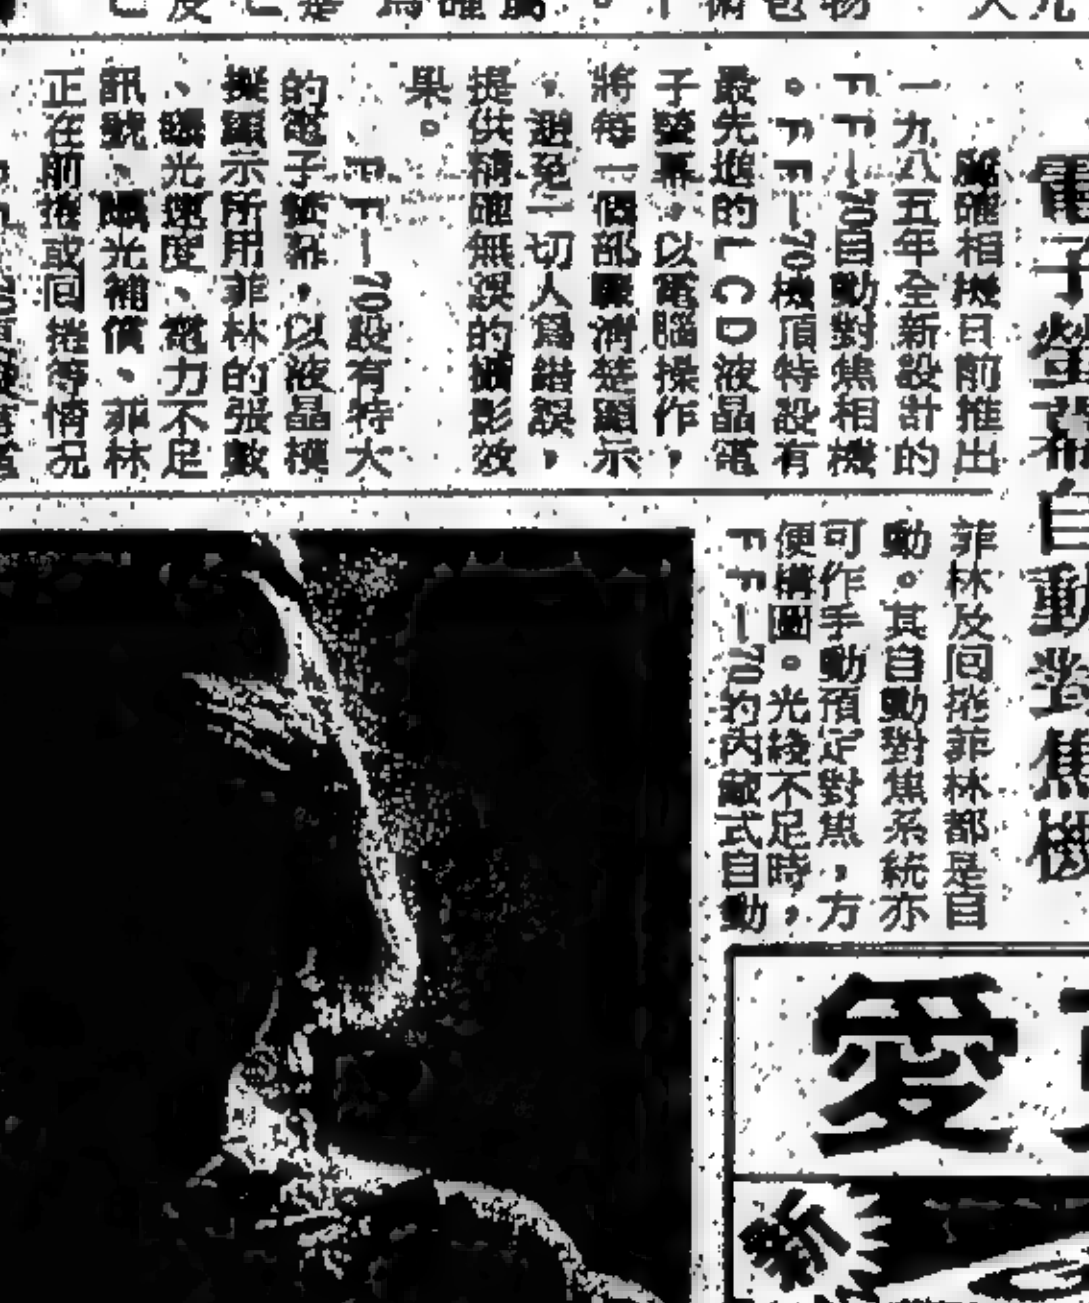 電子螢幕自動對焦機
雅確相機日前推出
一九八五年全新設計的
FF—70自動對焦相機
。FF—70機頂特設有
最先進的LCD液晶電
子螢幕,以電腦操作,
將每一個部署清楚顯示
,避免一切人為錯誤,
提供精確無誤的攝影效
果。
FF—70設有特大
的電子螢幕,以液晶模
擬顯示所用菲林的張數
、曝光速度、電力不足
訊號、曝光補償、菲林
正在前捲或回捲等情況
菲林及回捲菲林都是自
動。其自動對焦系統亦
可作手動預定對焦,方
便構圖。光綫不足時,
FF—70的內藏式自動
愛
新